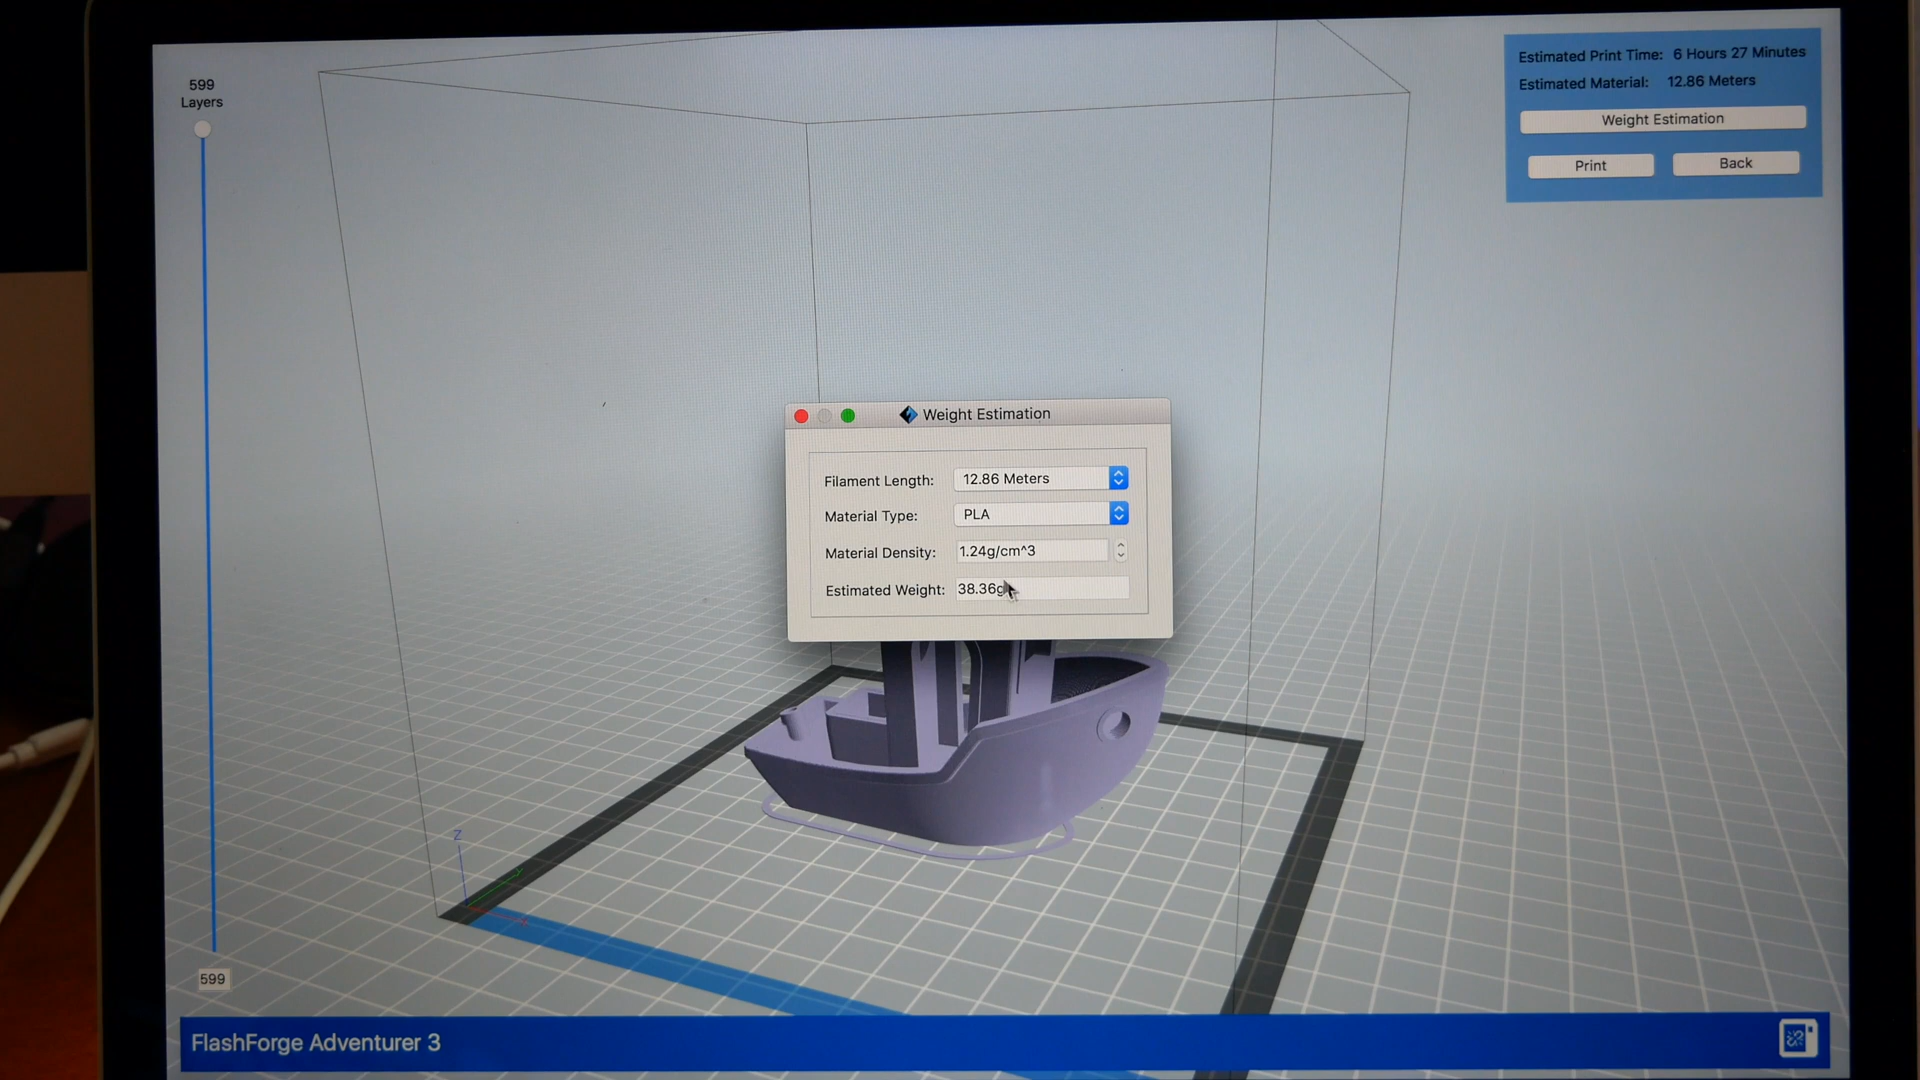 599
Layers
Estimated Print Time: 6 Hours 27 Minutes
Estimated Material: 12.86 Meters
Weight Estimation
Print Back
Weight Estimation
Filament Length: 12.86 Meters
Material Type: PLA
Material Density: 1.24g/cm^3
Estimated Weight: 38.36g
Z
Y
X
599
FlashForge Adventurer 3